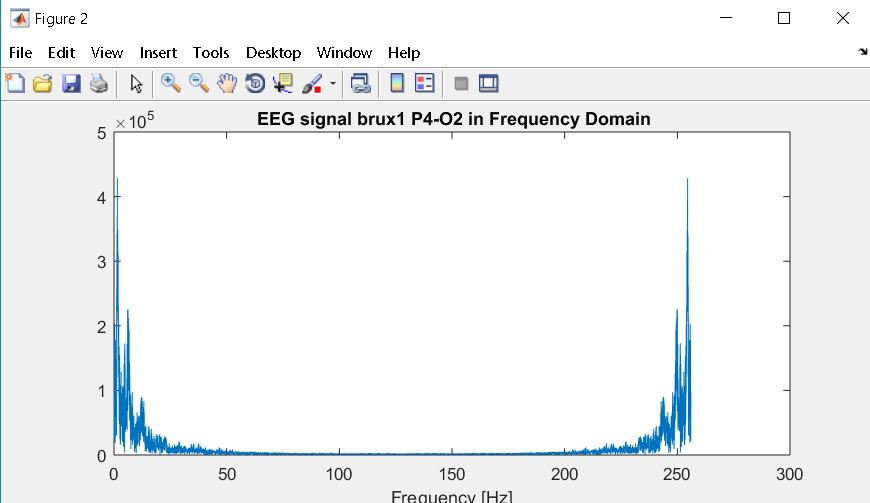 Figure 2
File Edit View Insert Tools Desktop Window Help
×10^5
EEG signal brux1 P4-O2 in Frequency Domain
5
4
3
2
1
0
0 50 100 150 200 250 300
Frequency [Hz]